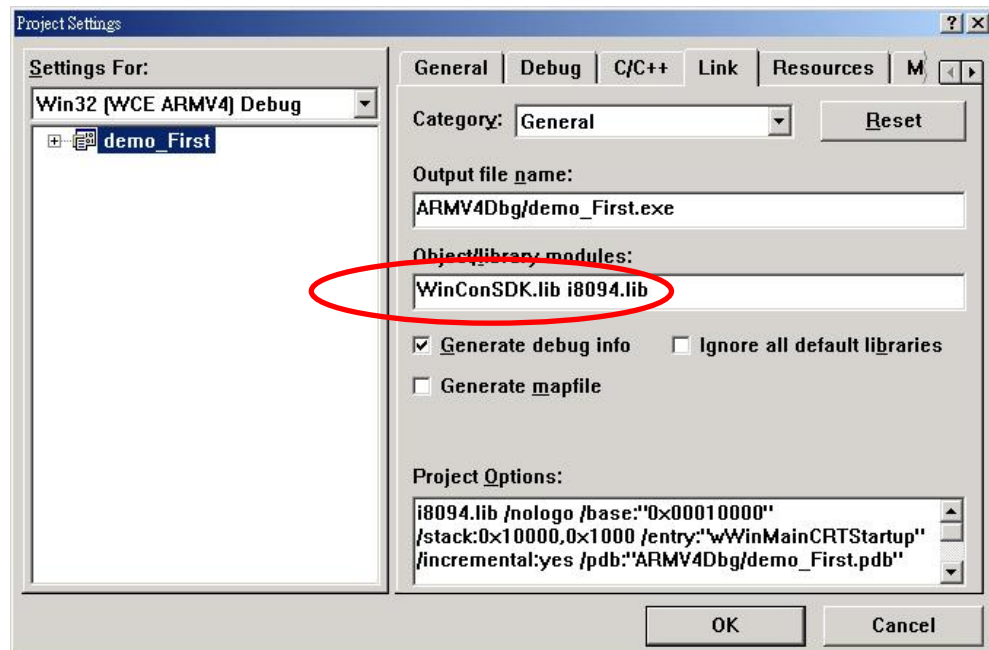 Project Settings
Settings For:
Win32 (WCE ARMV4) Debug
demo_First
General Debug C/C++ Link Resources M
Category: General Reset
Output file name:
ARMV4Dbg/demo_First.exe
Object/library modules:
WinConSDK.lib i8094.lib
Generate debug info Ignore all default libraries
Generate mapfile
Project Options:
i8094.lib /nologo /base:"0x00010000"
/stack:0x10000,0x1000 /entry:"wWinMainCRTStartup"
/incremental:yes /pdb:"ARMV4Dbg/demo_First.pdb"
OK Cancel